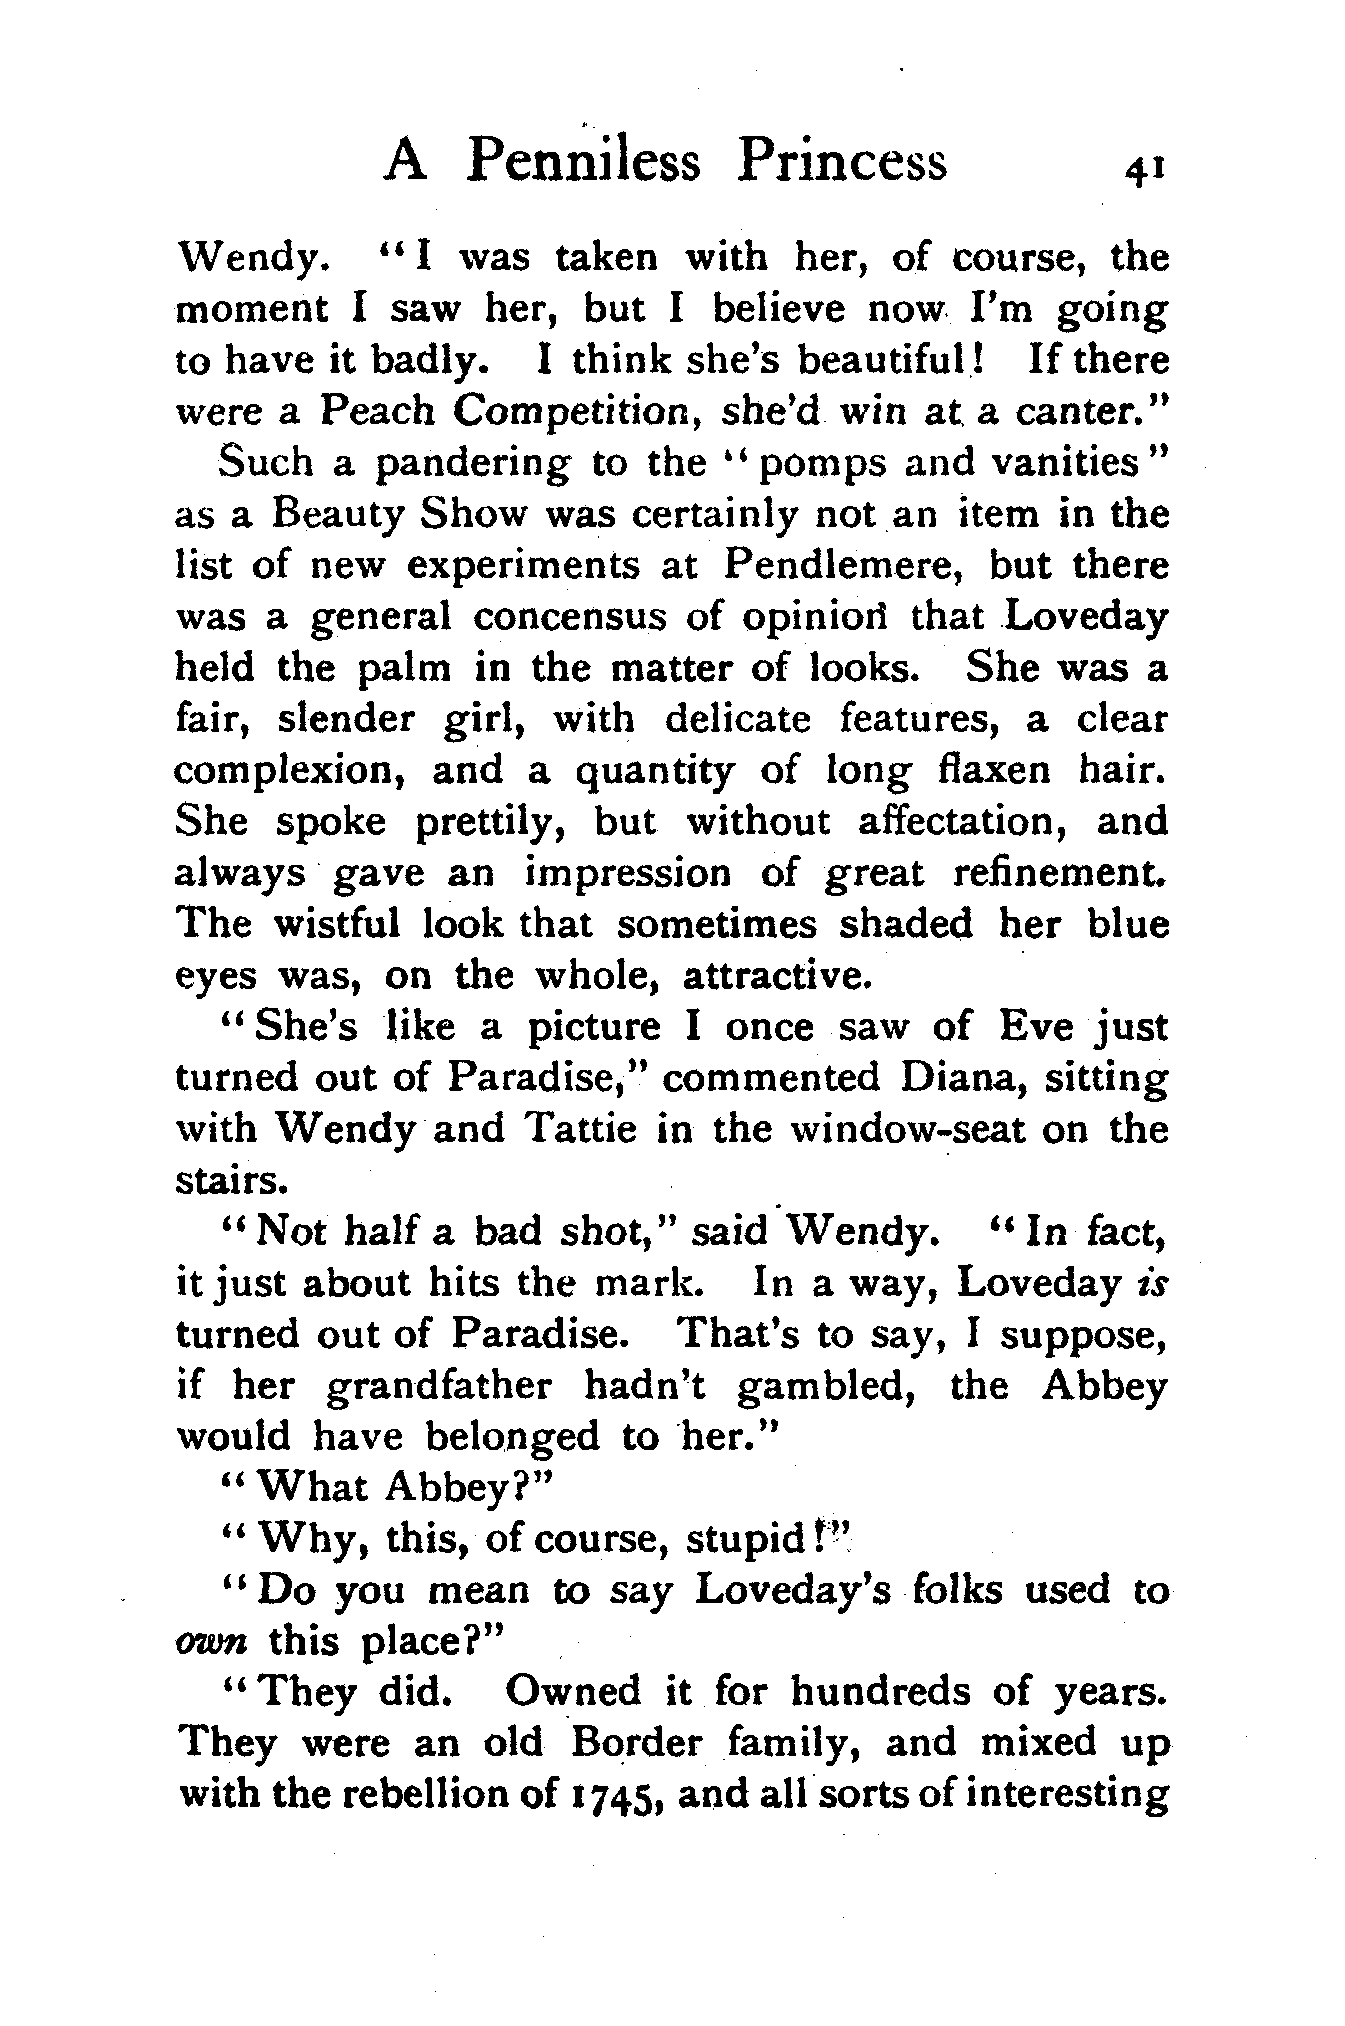 A Penniless Princess 41
Wendy. "I was taken with her, of course, the
moment I saw her, but I believe now I'm going
to have it badly. I think she's beautiful! If there
were a Peach Competition, she'd win at a canter."
Such a pandering to the "pomps and vanities"
as a Beauty Show was certainly not an item in the
list of new experiments at Pendlemere, but there
was a general concensus of opinion that Loveday
held the palm in the matter of looks. She was a
fair, slender girl, with delicate features, a clear
complexion, and a quantity of long flaxen hair.
She spoke prettily, but without affectation, and
always gave an impression of great refinement.
The wistful look that sometimes shaded her blue
eyes was, on the whole, attractive.
"She's like a picture I once saw of Eve just
turned out of Paradise," commented Diana, sitting
with Wendy and Tattie in the window-seat on the
stairs.
"Not half a bad shot," said Wendy. "In fact,
it just about hits the mark. In a way, Loveday is
turned out of Paradise. That's to say, I suppose,
if her grandfather hadn't gambled, the Abbey
would have belonged to her."
"What Abbey?"
"Why, this, of course, stupid!"
"Do you mean to say Loveday's folks used to
own this place?"
"They did. Owned it for hundreds of years.
They were an old Border family, and mixed up
with the rebellion of 1745, and all sorts of interesting